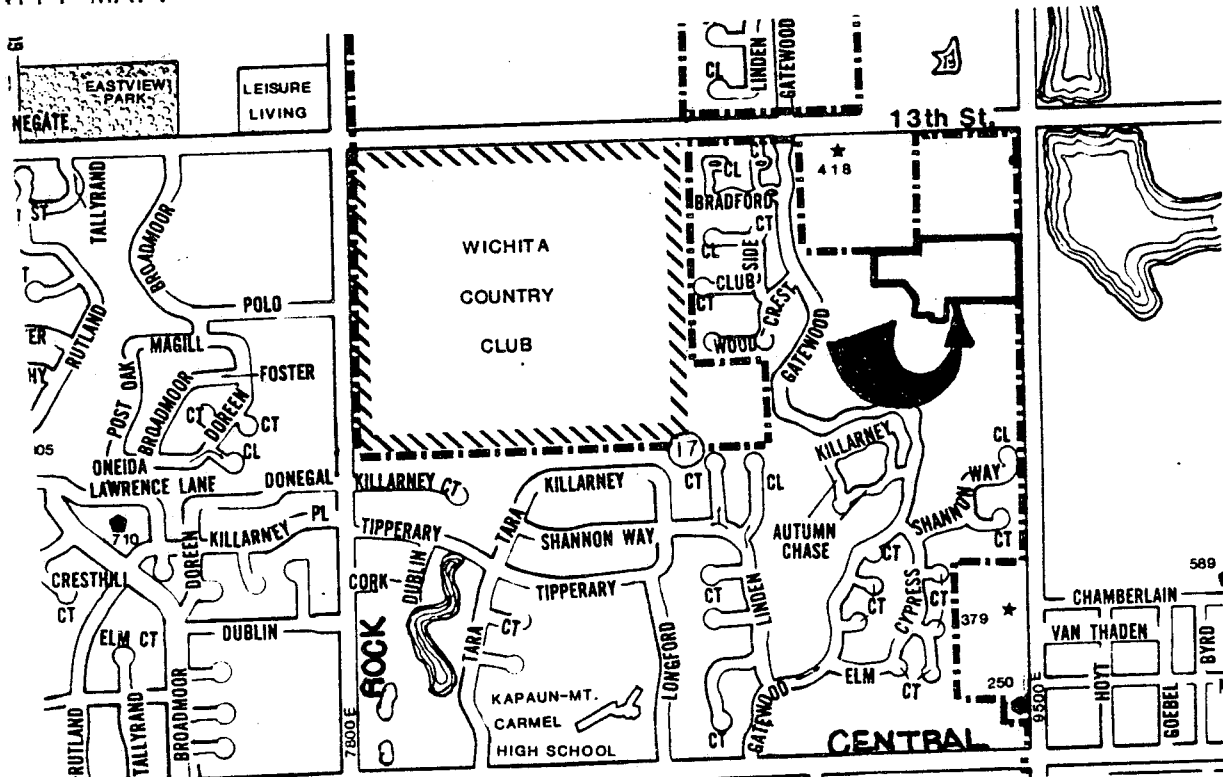 EASTVIEW
PARK
LEISURE
LIVING
NEGATE
CL
LINDEN
GATEWOOD
13th St.
ST
TALLYRAND
BROADMOOR
WICHITA
COUNTRY
CLUB
CL
BRADFORD
CT
418
CL
SIDE
CLUB
CT
CREST
WOOD
GATEWOOD
RUTLAND
POLO
MAGILL
FOSTER
POST OAK
BROADMOOR
CT
DOREEN
CT
CL
ONEIDA
LAWRENCE LANE
DONEGAL
17
KILLARNEY CT
KILLARNEY
CT
CL
KILLARNEY
CL
WAY
SHANNON
CT
AUTUMN
CHASE
710
KILLARNEY PL
DOREEN
CRESTHILL
CT
TIPPERARY
TARA
SHANNON WAY
CORK
DUBLIN
TIPPERARY
CT
LINDEN
CT
CT
CYPRESS
CT
379
589
CHAMBERLAIN
VAN THADEN
HOYT
GOEBEL
BYRD
ELM CT
DUBLIN
ROCK
TARA
CT
LONGFORD
ELM
CT
250
9500 E
RUTLAND
TALLYRAND
BROADMOOR
7800 E
KAPAUN-MT.
CARMEL
HIGH SCHOOL
CT
GATEWOOD
CENTRAL